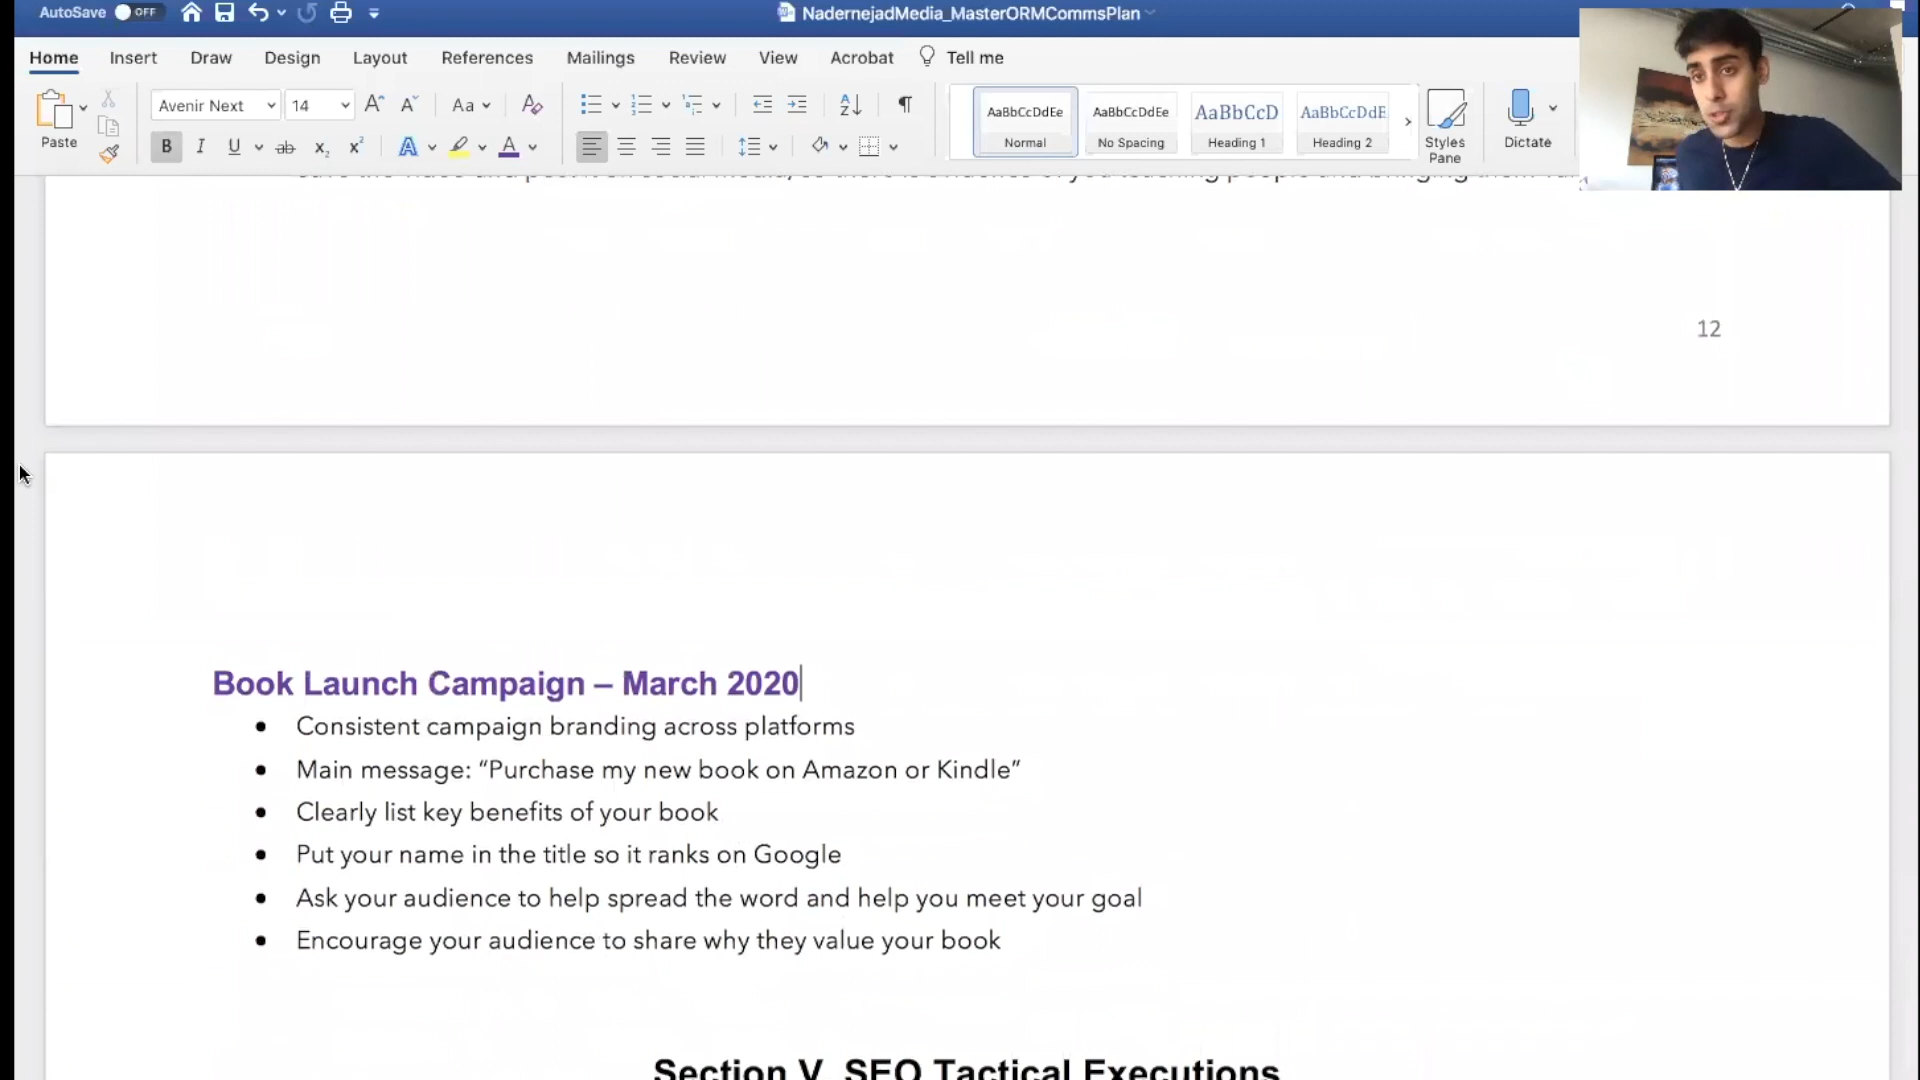 AutoSave OFF NadernejadMedia_MasterORMCommsPlan
Home Insert Draw Design Layout References Mailings Review View Acrobat Tell me
Avenir Next 14 Aa
AaBbCcDdEe AaBbCcDdEe AaBbCcD AaBbCcDdE
Paste Normal No Spacing Heading 1 Heading 2 Styles Pane Dictate
12
Book Launch Campaign – March 2020
• Consistent campaign branding across platforms
• Main message: “Purchase my new book on Amazon or Kindle”
• Clearly list key benefits of your book
• Put your name in the title so it ranks on Google
• Ask your audience to help spread the word and help you meet your goal
• Encourage your audience to share why they value your book
Section V. SEO Tactical Executions